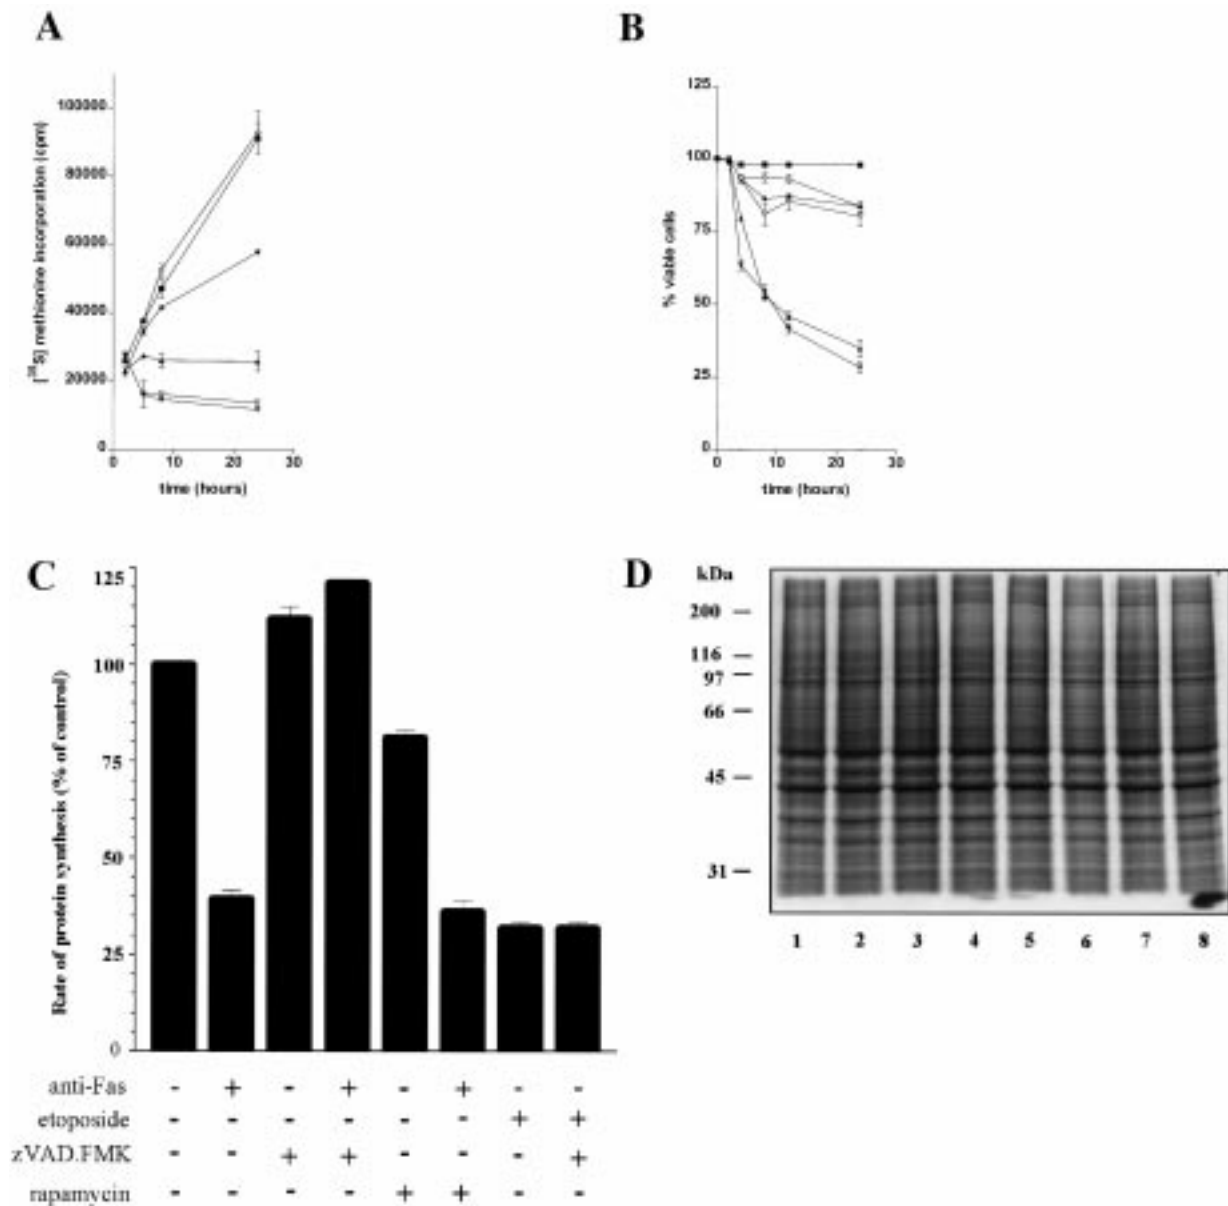 A
[35S] methionine incorporation (cpm)
100000
80000
60000
40000
20000
0
0 10 20 30
time (hours)
B
% viable cells
125
100
75
50
25
0
0 10 20 30
time (hours)
C
Rate of protein synthesis (% of control)
125
100
75
50
25
0
anti-Fas - + - + - + - -
etoposide - - - - - - + +
zVAD.FMK - - + + - - - +
rapamycin - - - - + + - -
D
kDa
200
116
97
66
45
31
1 2 3 4 5 6 7 8